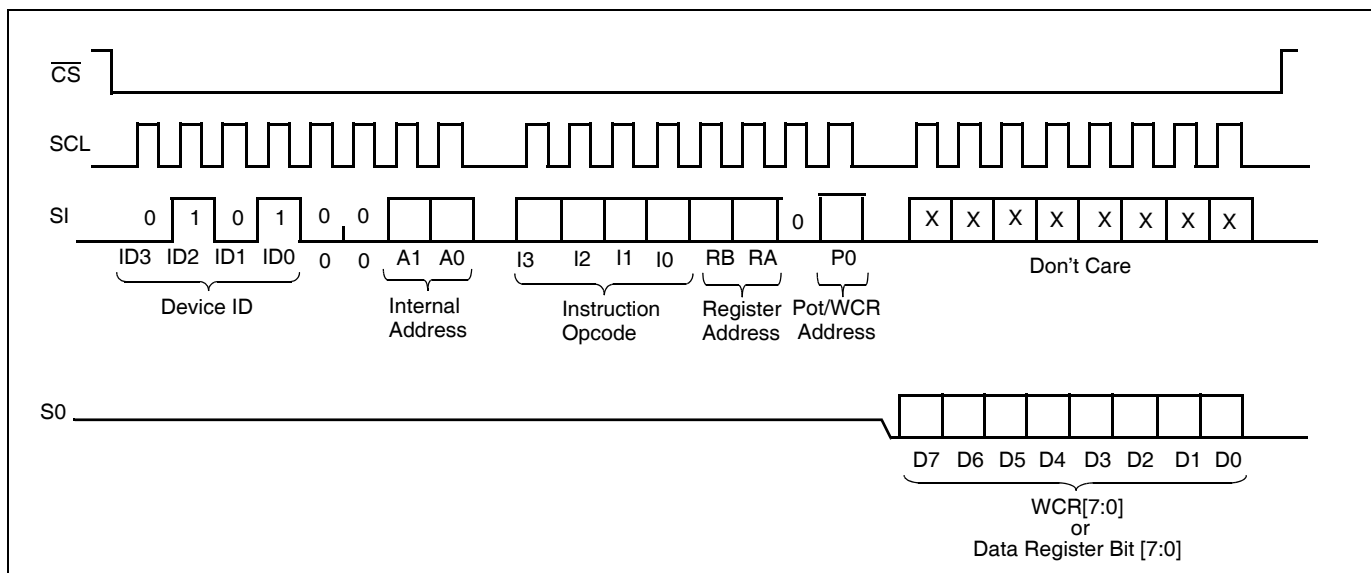 CS
SCL
SI 0 1 0 1 0 0 0 X X X X X X X X
ID3 ID2 ID1 ID0 0 0 A1 A0 I3 I2 I1 I0 RB RA P0 Don't Care
Device ID Internal Address Instruction Opcode Register Address Pot/WCR Address
S0
D7 D6 D5 D4 D3 D2 D1 D0
WCR[7:0]
or
Data Register Bit [7:0]